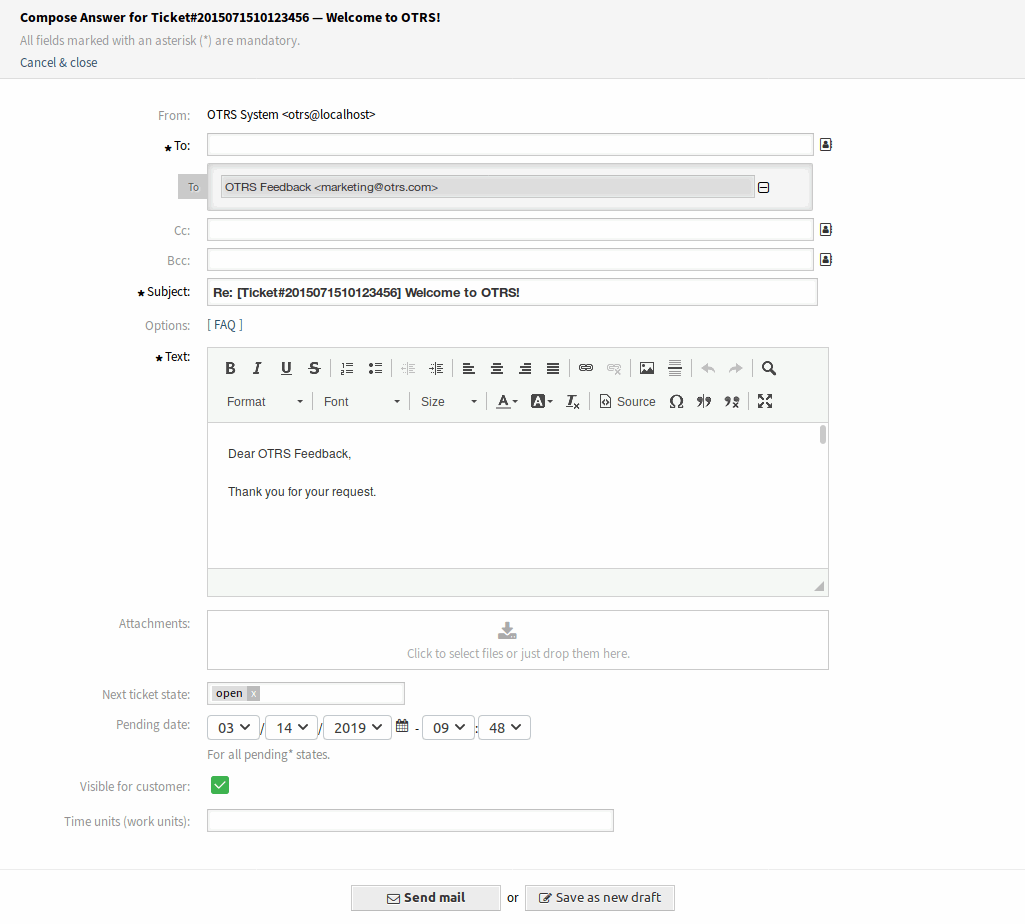 Compose Answer for Ticket#2015071510123456 — Welcome to OTRS!
All fields marked with an asterisk (*) are mandatory.
Cancel & close
From: OTRS System <otrs@localhost>
★ To:
To OTRS Feedback <marketing@otrs.com>
Cc:
Bcc:
★ Subject: Re: [Ticket#2015071510123456] Welcome to OTRS!
Options: [ FAQ ]
★ Text:
B I U S
Format Font Size A A Tx Source Ω
Dear OTRS Feedback,
Thank you for your request.
Attachments:
Click to select files or just drop them here.
Next ticket state: open x
Pending date: 03 / 14 / 2019 - 09 : 48
For all pending* states.
Visible for customer:
Time units (work units):
Send mail or Save as new draft